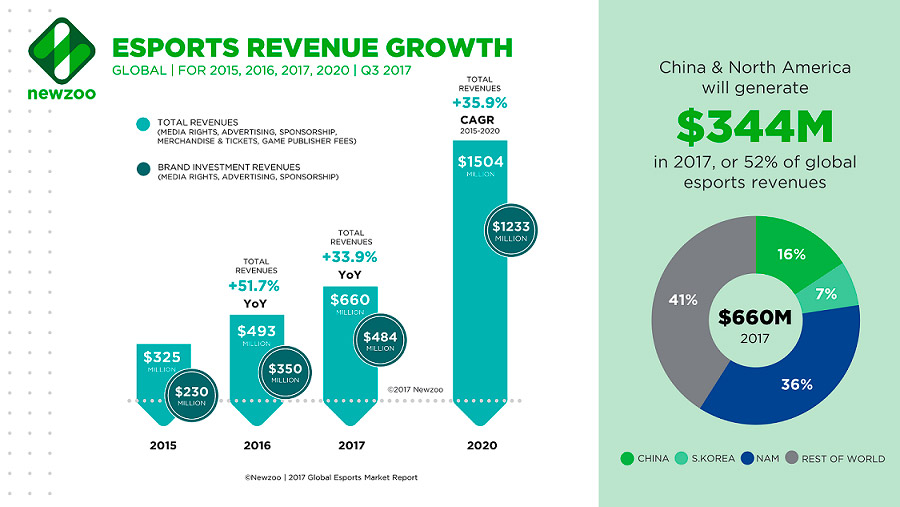 newzoo
ESPORTS REVENUE GROWTH
GLOBAL | FOR 2015, 2016, 2017, 2020 | Q3 2017
TOTAL REVENUES
(MEDIA RIGHTS, ADVERTISING, SPONSORSHIP,
MERCHANDISE & TICKETS, GAME PUBLISHER FEES)
BRAND INVESTMENT REVENUES
(MEDIA RIGHTS, ADVERTISING, SPONSORSHIP)
$325
MILLION
$230
MILLION
2015
TOTAL
REVENUES
+51.7%
YoY
$493
MILLION
$350
MILLION
2016
TOTAL
REVENUES
+33.9%
YoY
$660
MILLION
$484
MILLION
2017
TOTAL
REVENUES
+35.9%
CAGR
2015-2020
$1504
MILLION
$1233
MILLION
2020
©2017 Newzoo
©Newzoo | 2017 Global Esports Market Report
China & North America
will generate
$344M
in 2017, or 52% of global
esports revenues
16%
7%
36%
41%
$660M
2017
CHINA
S.KOREA
NAM
REST OF WORLD